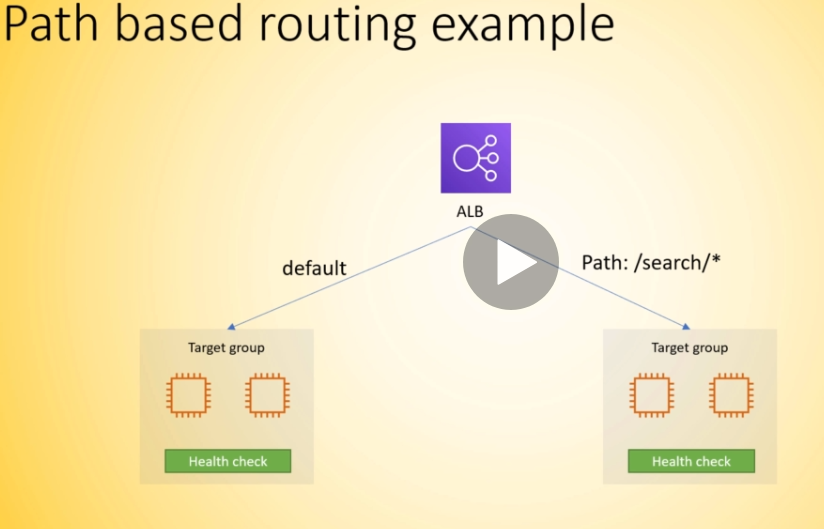 Path based routing example
ALB
default
Path: /search/*
Target group
Target group
Health check
Health check